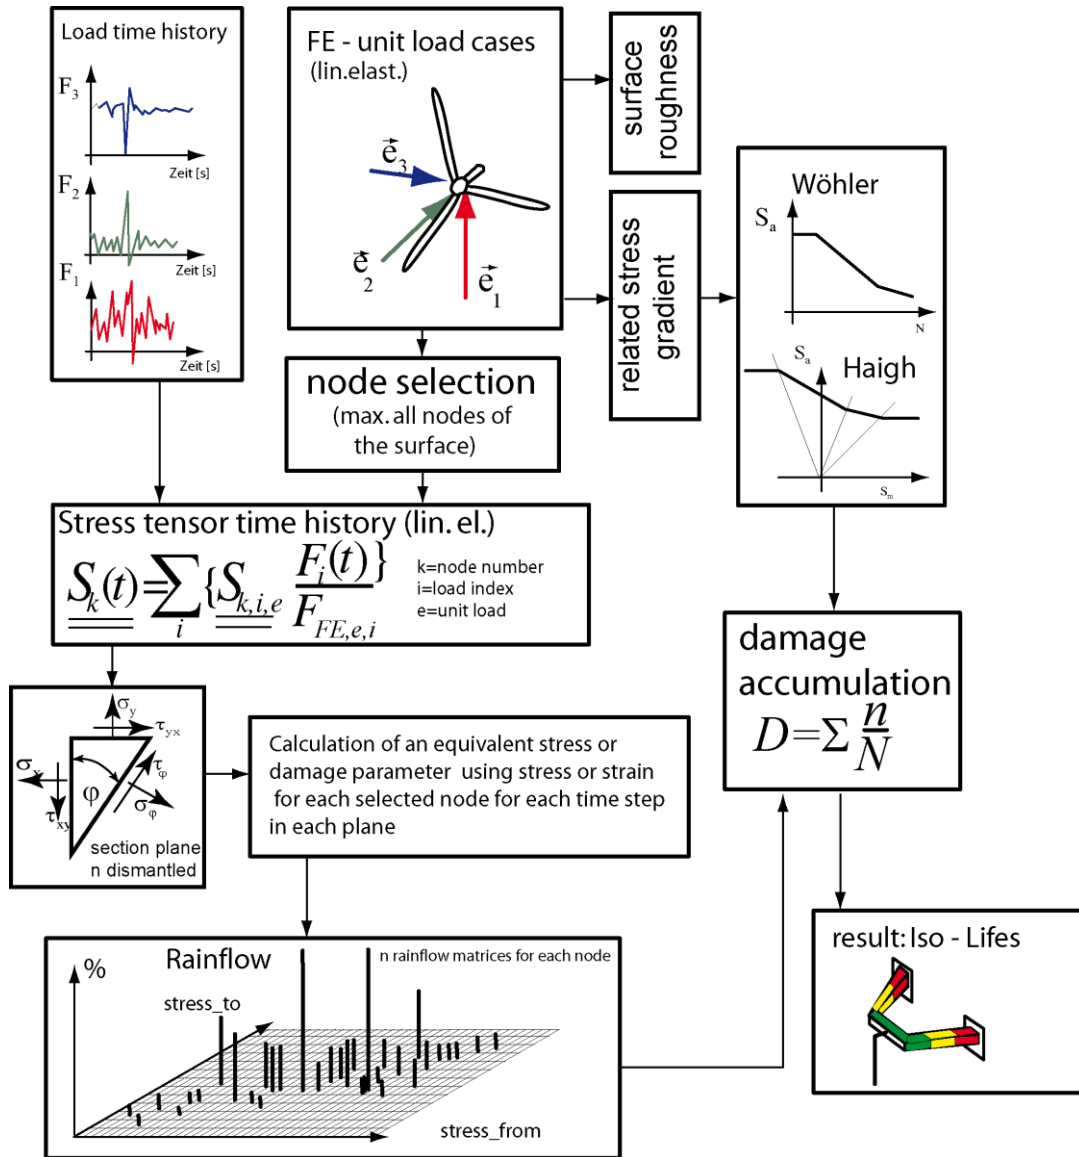 Load time history
F3
Zeit [s]
F2
Zeit [s]
F1
Zeit [s]
FE - unit load cases
(lin.elast.)
e⃗3
e⃗2
e⃗1
surface
roughness
related stress
gradient
Wöhler
Sa
N
Sa
Haigh
Sm
node selection
(max. all nodes of
the surface)
Stress tensor time history (lin. el.)
Sk(t)=∑i{Sk,i,e Fi(t)/FFE,e,i}
k=node number
i=load index
e=unit load
σy
τyx
σx
τφ
φ
τxy
σφ
section plane
n dismantled
Calculation of an equivalent stress or
damage parameter using stress or strain
for each selected node for each time step
in each plane
damage
accumulation
D=Σ n/N
Rainflow
n rainflow matrices for each node
%
stress_to
stress_from
result: Iso - Lifes